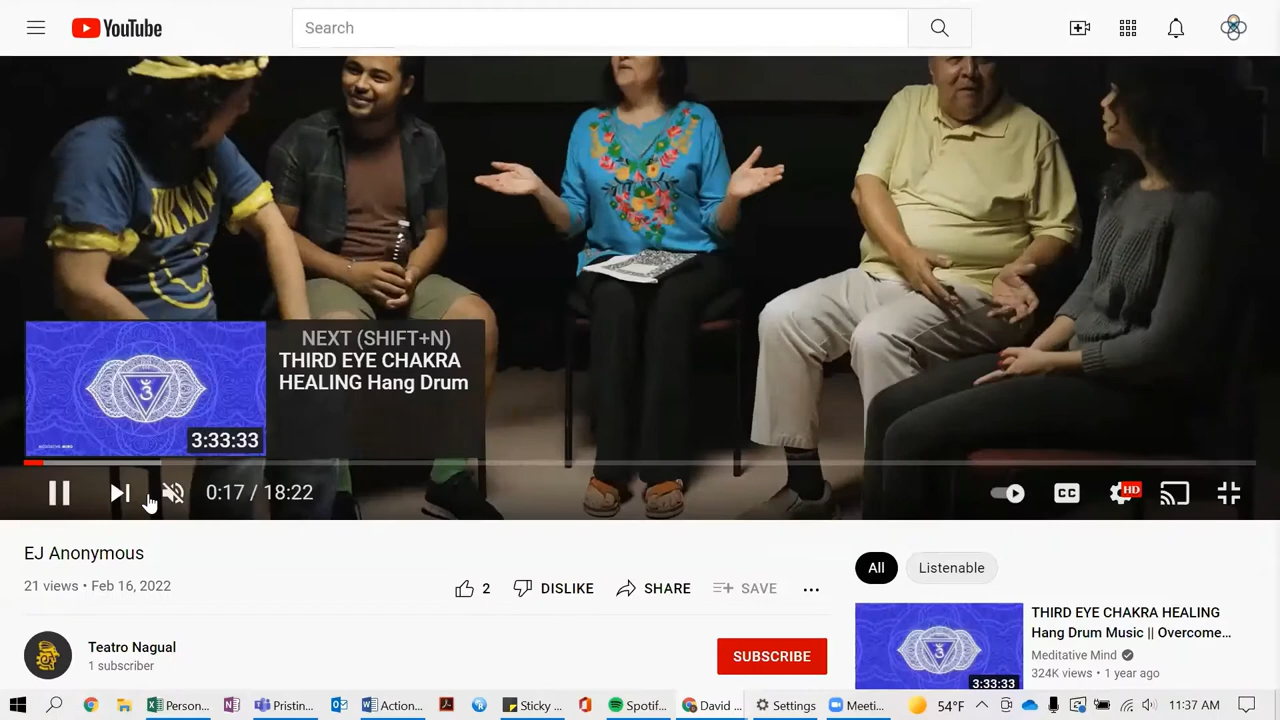 YouTube
Search
NEXT (SHIFT+N)
THIRD EYE CHAKRA
HEALING Hang Drum
3:33:33
0:17 / 18:22
CC
HD
EJ Anonymous
21 views • Feb 16, 2022
2
DISLIKE
SHARE
SAVE
All
Listenable
THIRD EYE CHAKRA HEALING
Hang Drum Music || Overcome...
Meditative Mind
324K views • 1 year ago
3:33:33
Teatro Nagual
1 subscriber
SUBSCRIBE
Person...
Pristin...
Action...
Sticky ...
Spotif...
David ...
Settings
Meeti...
54°F
11:37 AM